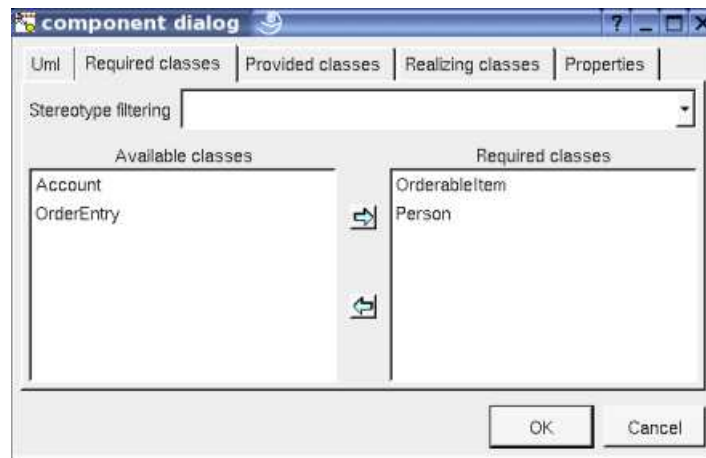 component dialog
Uml Required classes Provided classes Realizing classes Properties
Stereotype filtering
Available classes Required classes
Account OrderableItem
OrderEntry Person
OK Cancel